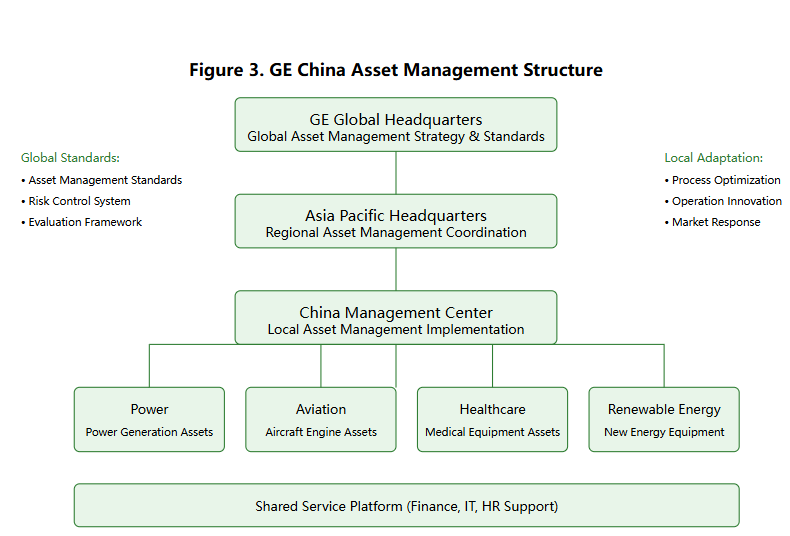 Figure 3. GE China Asset Management Structure
GE Global Headquarters
Global Asset Management Strategy & Standards
Global Standards:
• Asset Management Standards
• Risk Control System
• Evaluation Framework
Local Adaptation:
• Process Optimization
• Operation Innovation
• Market Response
Asia Pacific Headquarters
Regional Asset Management Coordination
China Management Center
Local Asset Management Implementation
Power
Power Generation Assets
Aviation
Aircraft Engine Assets
Healthcare
Medical Equipment Assets
Renewable Energy
New Energy Equipment
Shared Service Platform (Finance, IT, HR Support)